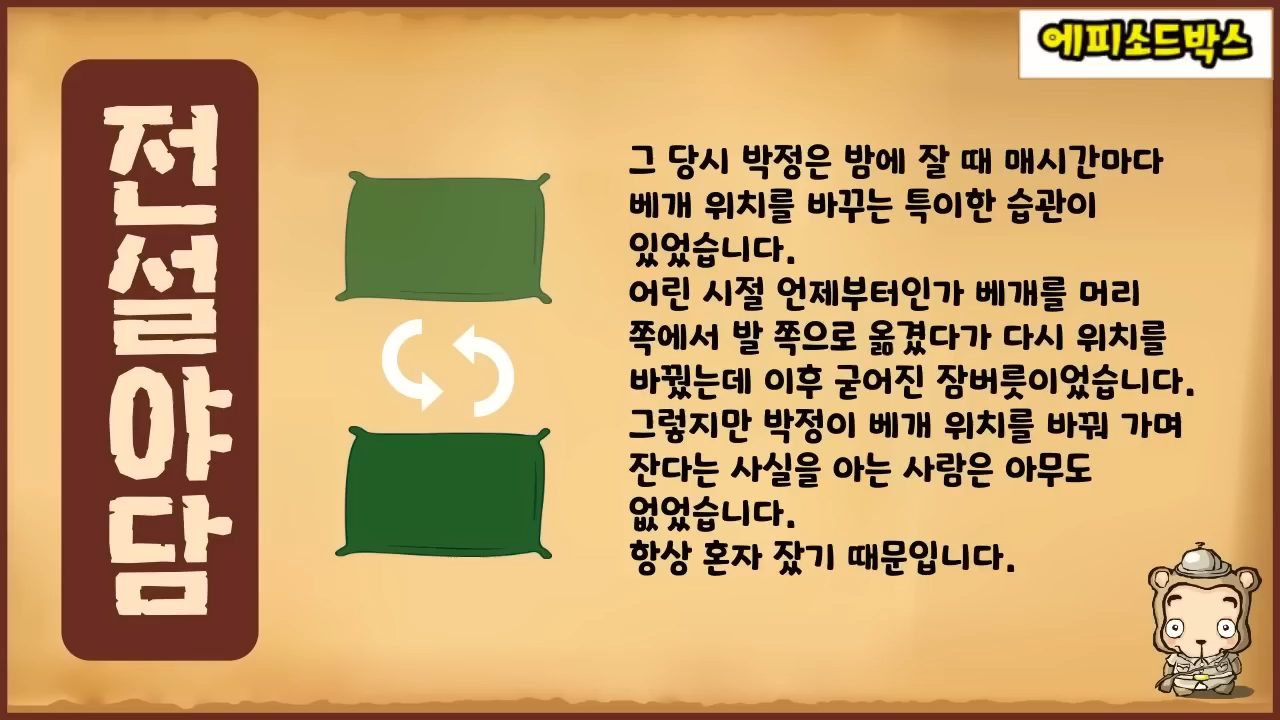 에피소드박스
전설야담
그 당시 박정은 밤에 잘 때 매시간마다
베개 위치를 바꾸는 특이한 습관이
있었습니다.
어린 시절 언제부터인가 베개를 머리
쪽에서 발 쪽으로 옮겼다가 다시 위치를
바꿨는데 이후 굳어진 잠버릇이었습니다.
그렇지만 박정이 베개 위치를 바꿔 가며
잔다는 사실을 아는 사람은 아무도
없었습니다.
항상 혼자 잤기 때문입니다.